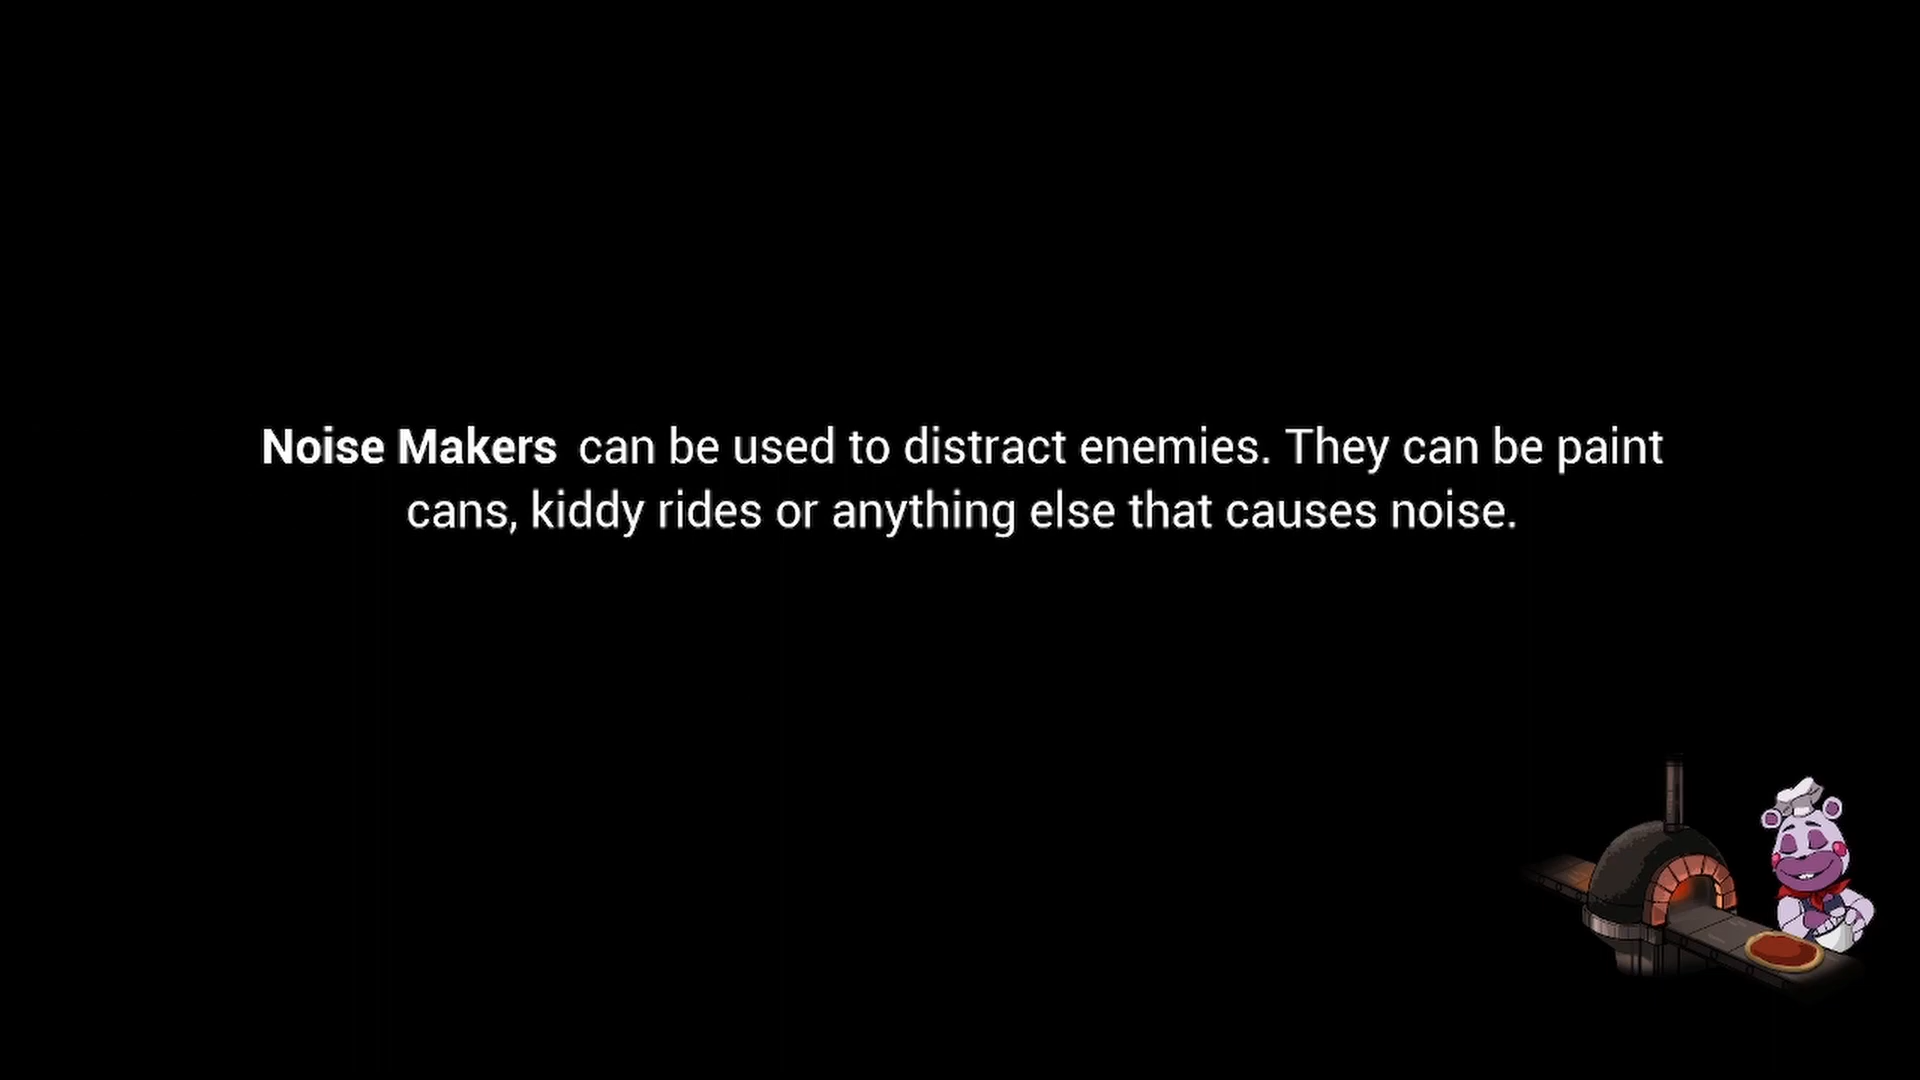 Noise Makers can be used to distract enemies. They can be paint
cans, kiddy rides or anything else that causes noise.